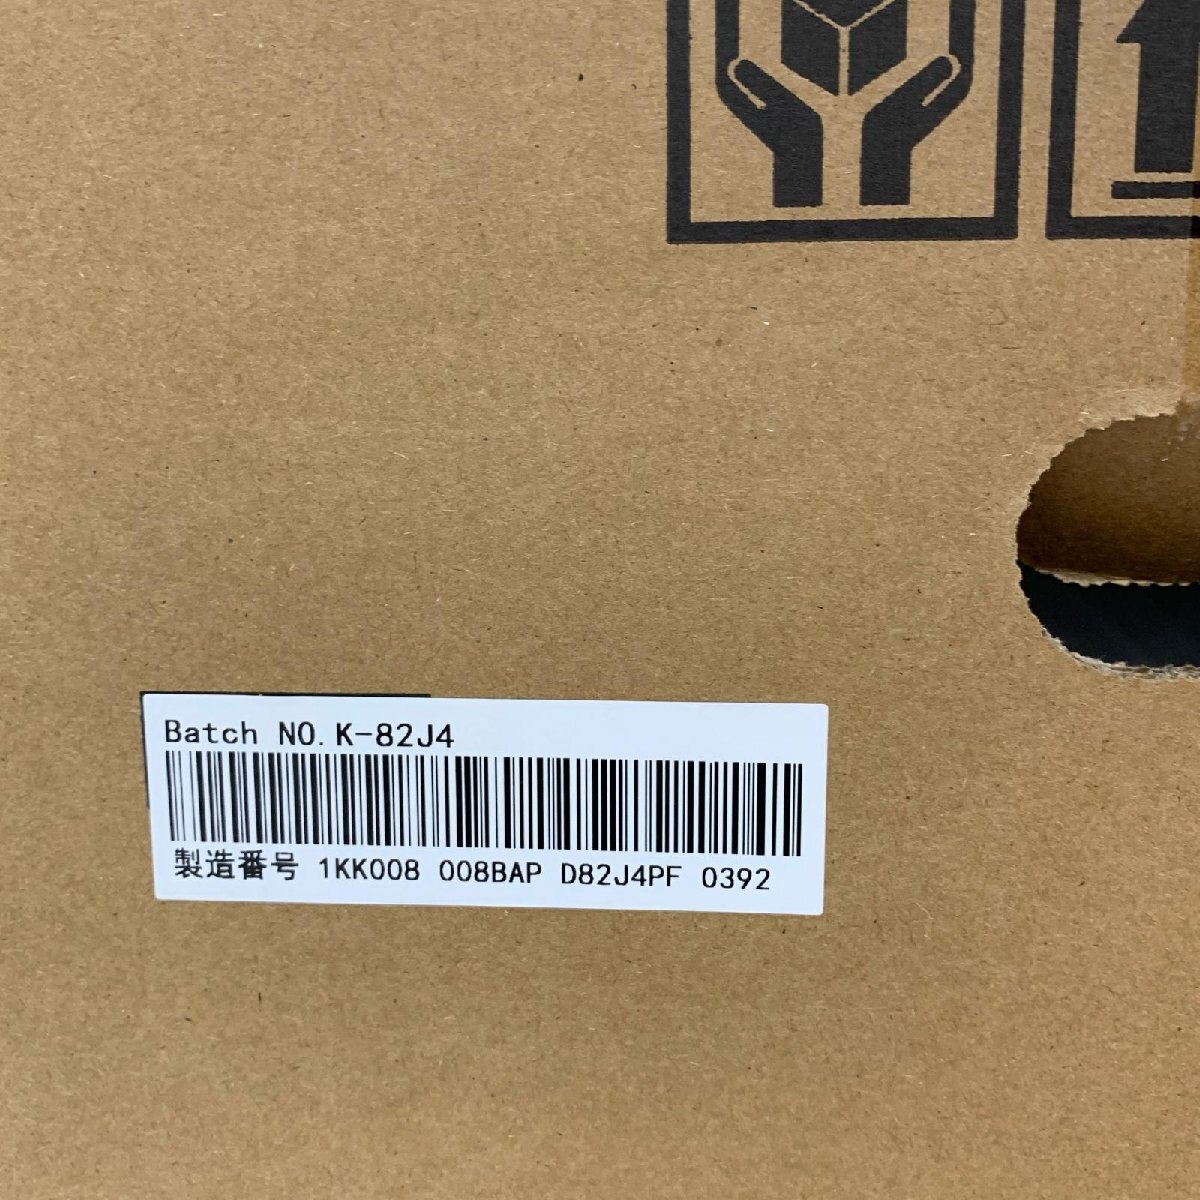 Batch NO. K-82J4
製造番号 1KK008 008BAP D82J4PF 0392